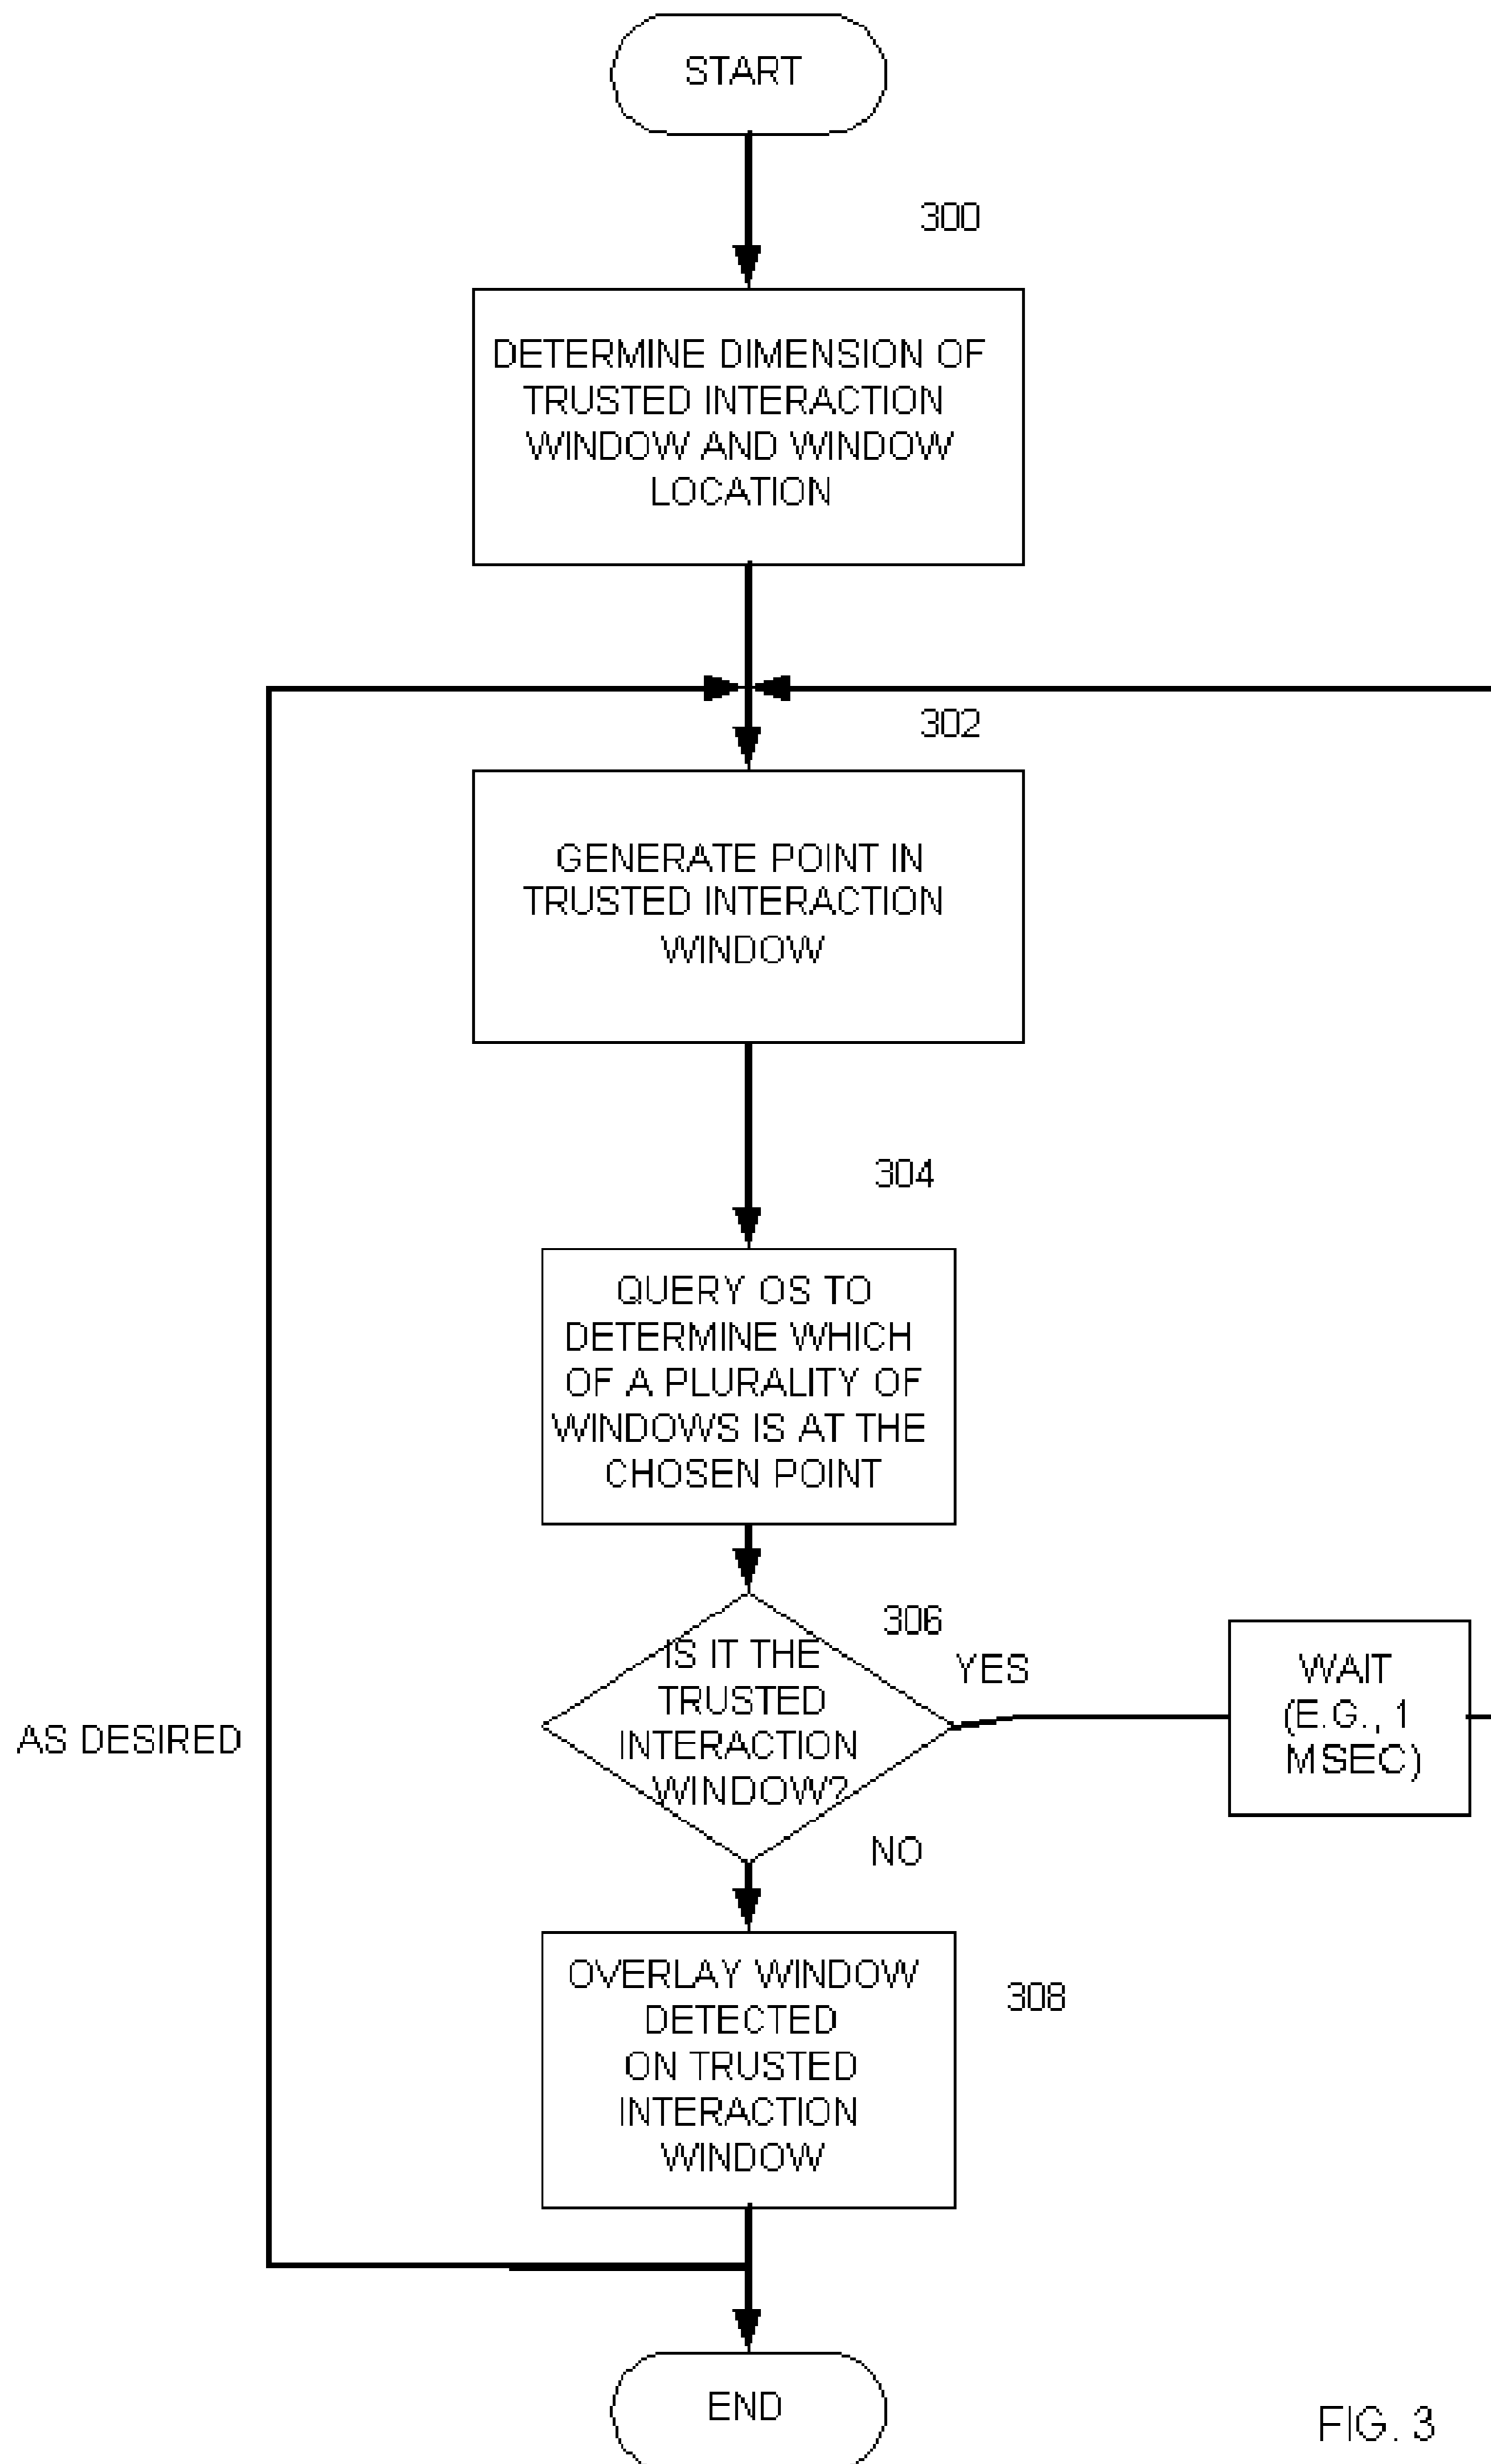 START
300
DETERMINE DIMENSION OF
TRUSTED INTERACTION
WINDOW AND WINDOW
LOCATION
302
GENERATE POINT IN
TRUSTED INTERACTION
WINDOW
304
QUERY OS TO
DETERMINE WHICH
OF A PLURALITY OF
WINDOWS IS AT THE
CHOSEN POINT
306
IS IT THE
TRUSTED
INTERACTION
WINDOW?
YES
WAIT
(E.G., 1
MSEC)
AS DESIRED
NO
OVERLAY WINDOW
DETECTED
ON TRUSTED
INTERACTION
WINDOW
308
END
FIG. 3